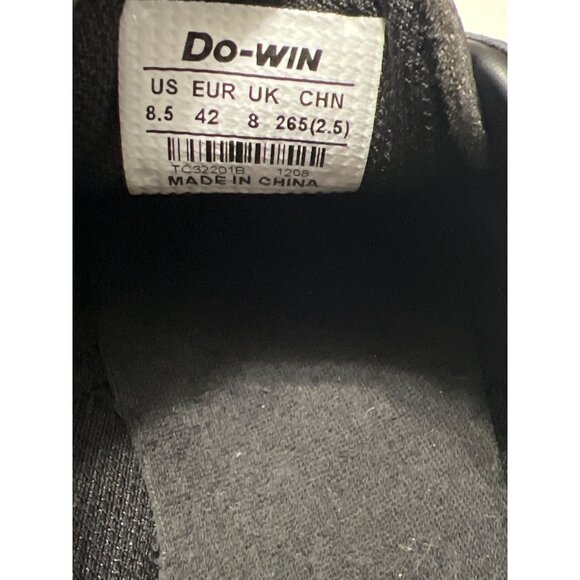 Do-WIN
US EUR UK CHN
8.5 42 8 265(2.5)
TC32201B 1208
MADE IN CHINA